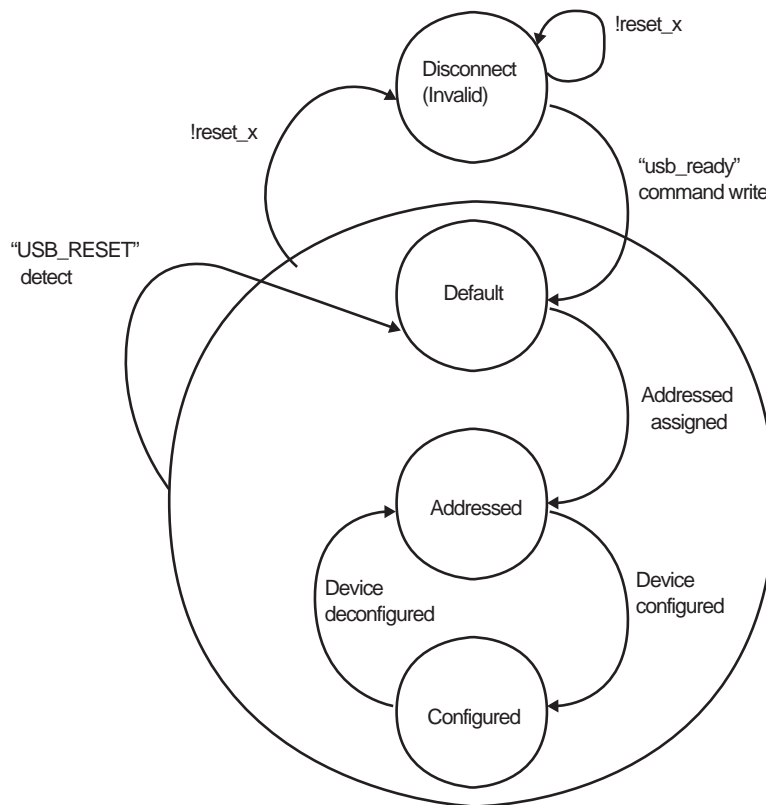 !reset_x
Disconnect
(Invalid)
!reset_x
“usb_ready”
command write
“USB_RESET”
detect
Default
Addressed
assigned
Addressed
Device
deconfigured
Device
configured
Configured